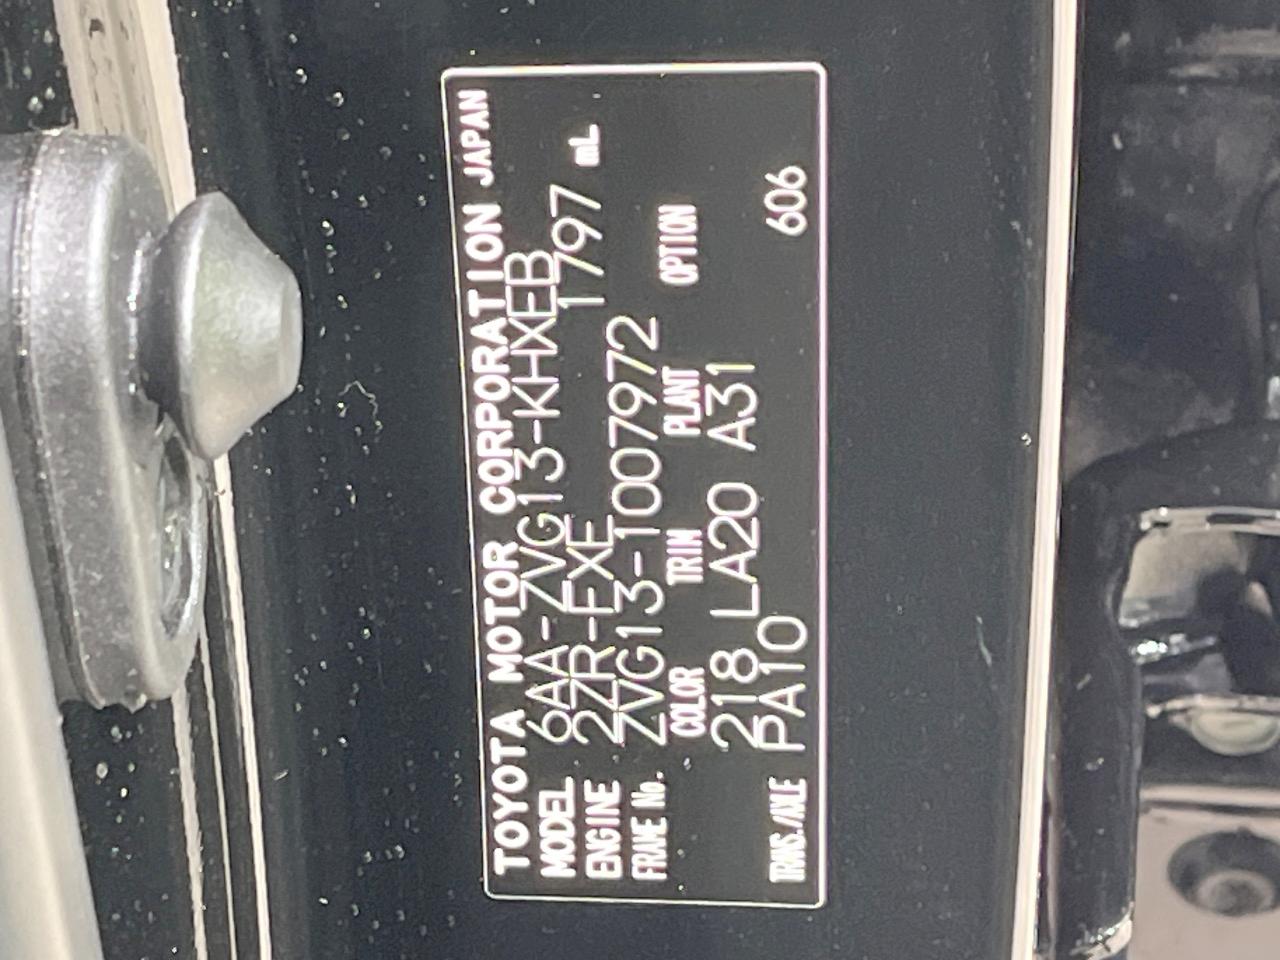 TOYOTA MOTOR CORPORATION JAPAN
MODEL 6AA-ZVG13-KHXEB
ENGINE 2ZR-FXE 1797 mL
FRAME No. ZVG13-1007972
COLOR TRIM PLANT OPTION
218 LA20 A31
TRANS./AXLE PA10 606